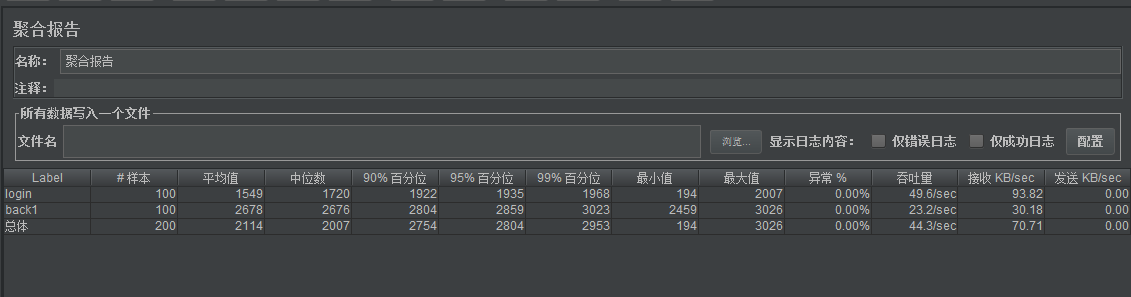 聚合报告
名称： 聚合报告
注释：
所有数据写入一个文件
文件名 浏览... 显示日志内容： 仅错误日志 仅成功日志 配置
Label # 样本 平均值 中位数 90% 百分位 95% 百分位 99% 百分位 最小值 最大值 异常 % 吞吐量 接收 KB/sec 发送 KB/sec
login 100 1549 1720 1922 1935 1968 194 2007 0.00% 49.6/sec 93.82 0.00
back1 100 2678 2676 2804 2859 3023 2459 3026 0.00% 23.2/sec 30.18 0.00
总体 200 2114 2007 2754 2804 2953 194 3026 0.00% 44.3/sec 70.71 0.00